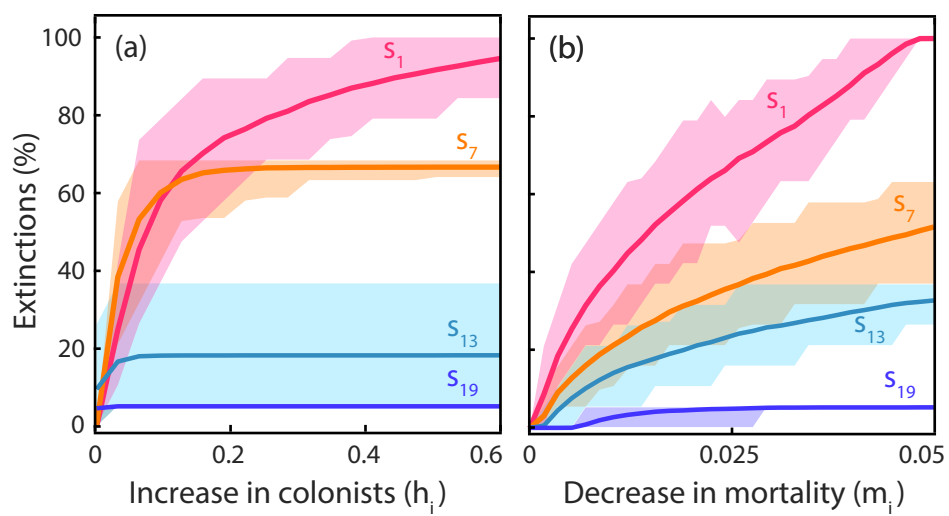 (a)
(b)
Extinctions (%)
100
80
60
40
20
0
S₁
S₇
S₁₃
S₁₉
S₁
S₇
S₁₃
S₁₉
0
0.2
0.4
0.6
0
0.025
0.05
Increase in colonists (hᵢ)
Decrease in mortality (mᵢ)